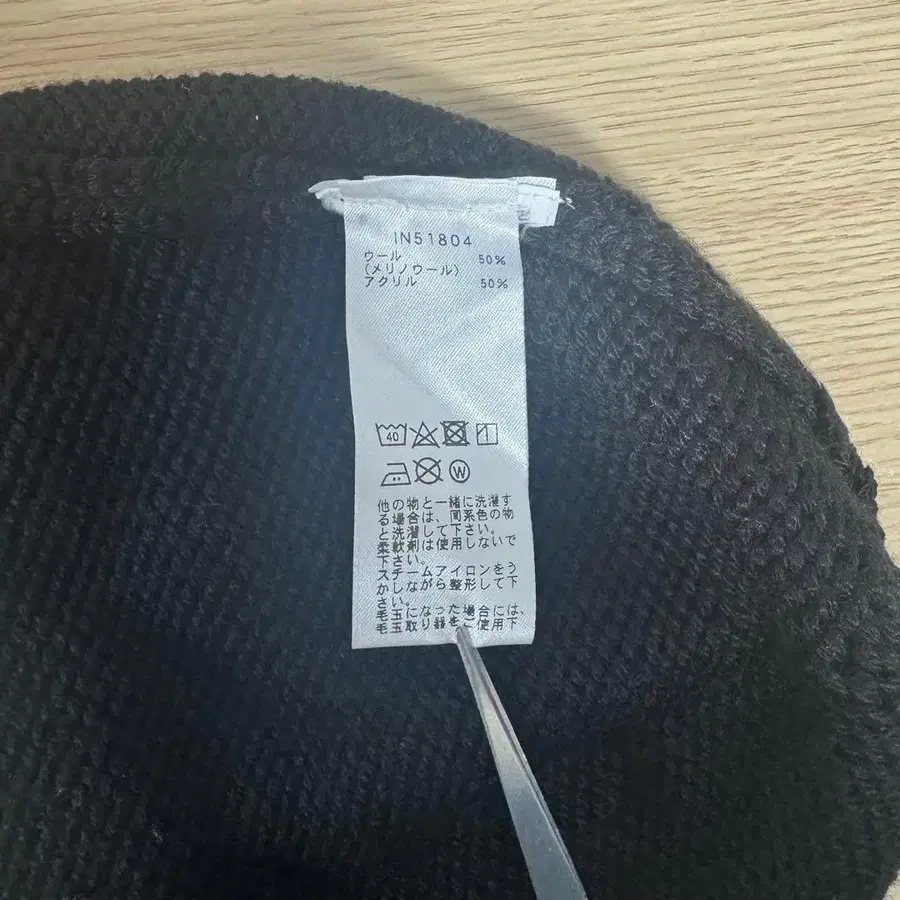 IN51804
ウール 50%
(メリノウール)
アクリル 50%
40
W
他の物と一緒に洗濯す
る場合は、同系色の物
と洗濯して下さい。
柔軟剤は使用しないで
下さい。
スチームアイロンをう
かしながら整形して下
さい。
毛玉になった場合には、
毛玉取り器をご使用下